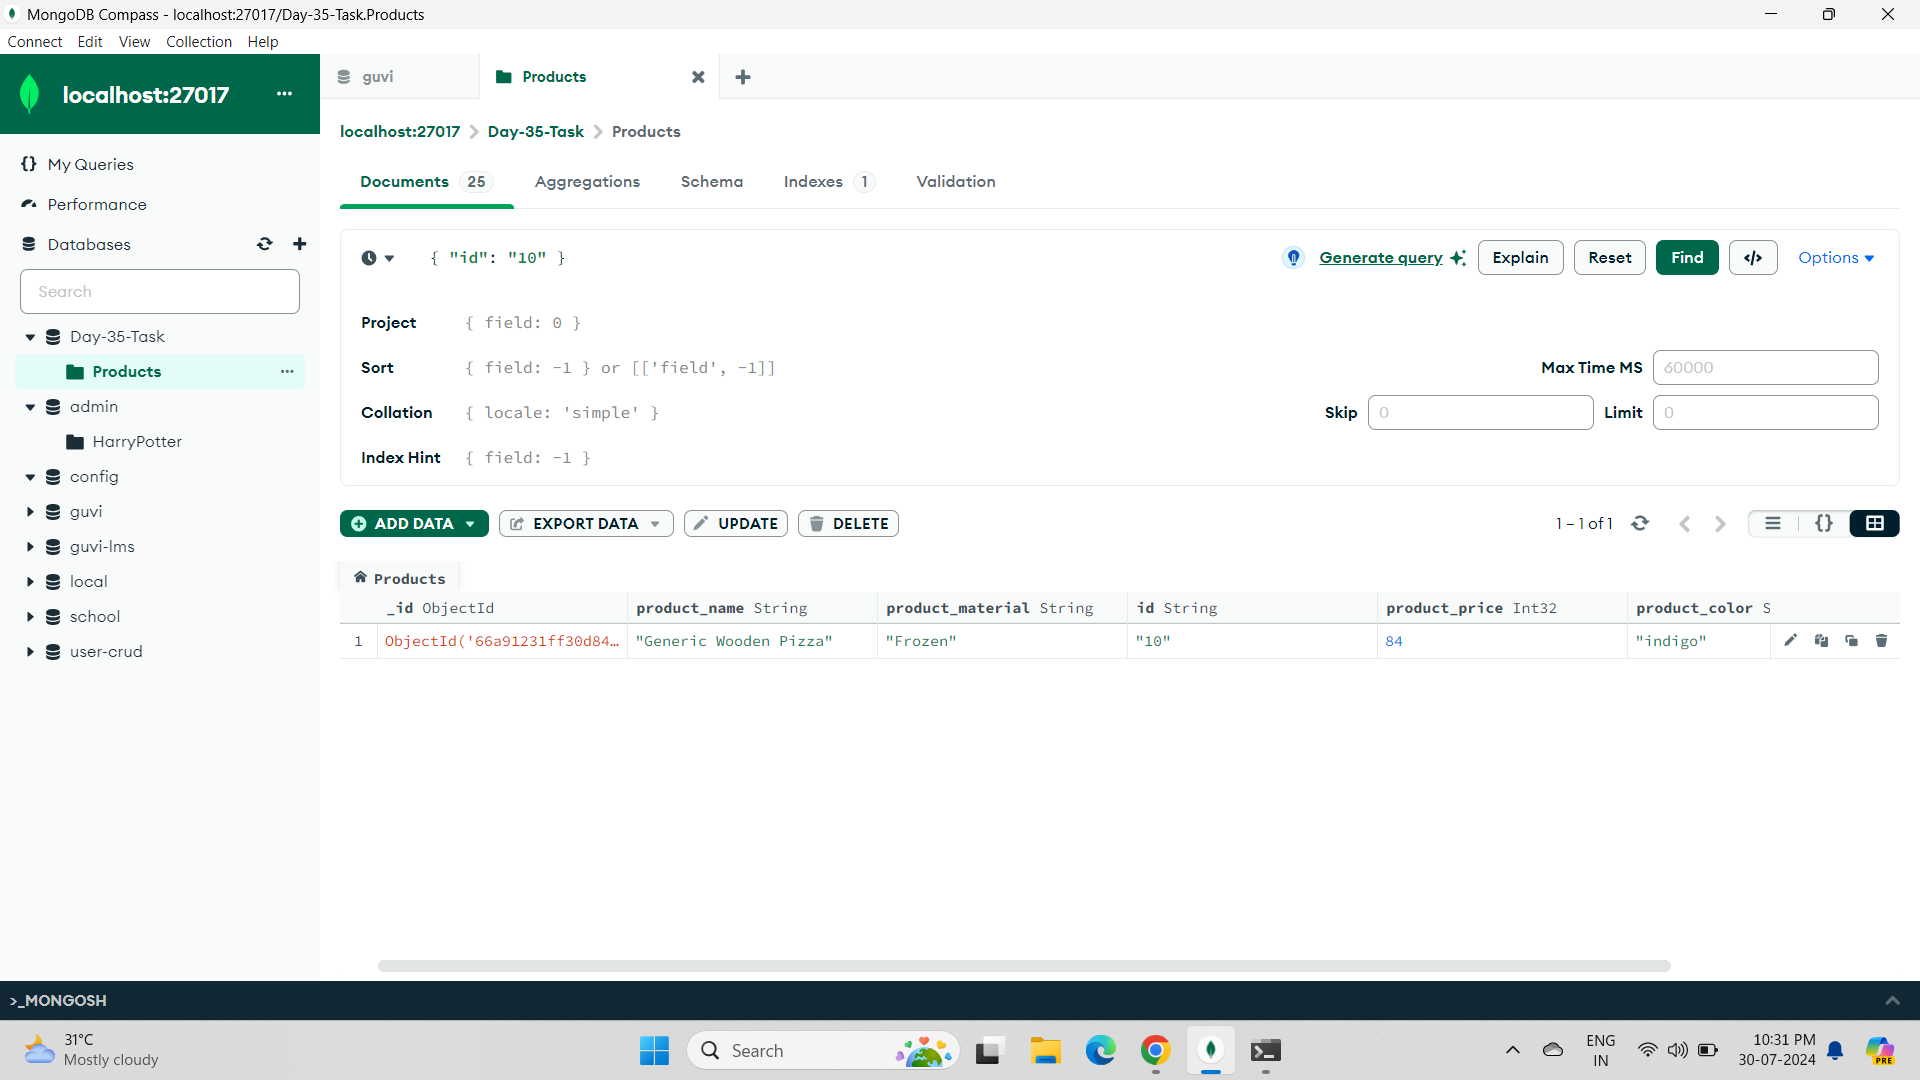 MongoDB Compass - localhost:27017/Day-35-Task.Products
Connect Edit View Collection Help
localhost:27017 ...
guvi
Products
localhost:27017 > Day-35-Task > Products
My Queries
Performance
Databases
Search
Day-35-Task
Products ...
admin
HarryPotter
config
guvi
guvi-lms
local
school
user-crud
Documents 25 Aggregations Schema Indexes 1 Validation
{ "id": "10" }
Generate query Explain Reset Find </> Options
Project { field: 0 }
Sort { field: -1 } or [['field', -1]] Max Time MS 60000
Collation { locale: 'simple' } Skip 0 Limit 0
Index Hint { field: -1 }
ADD DATA EXPORT DATA UPDATE DELETE 1 – 1 of 1 {}
Products
_id ObjectId product_name String product_material String id String product_price Int32 product_color S
1 ObjectId('66a91231ff30d84… "Generic Wooden Pizza" "Frozen" "10" 84 "indigo"
>_MONGOSH
31°C
Mostly cloudy
Search
ENG
IN
10:31 PM
30-07-2024
PRE